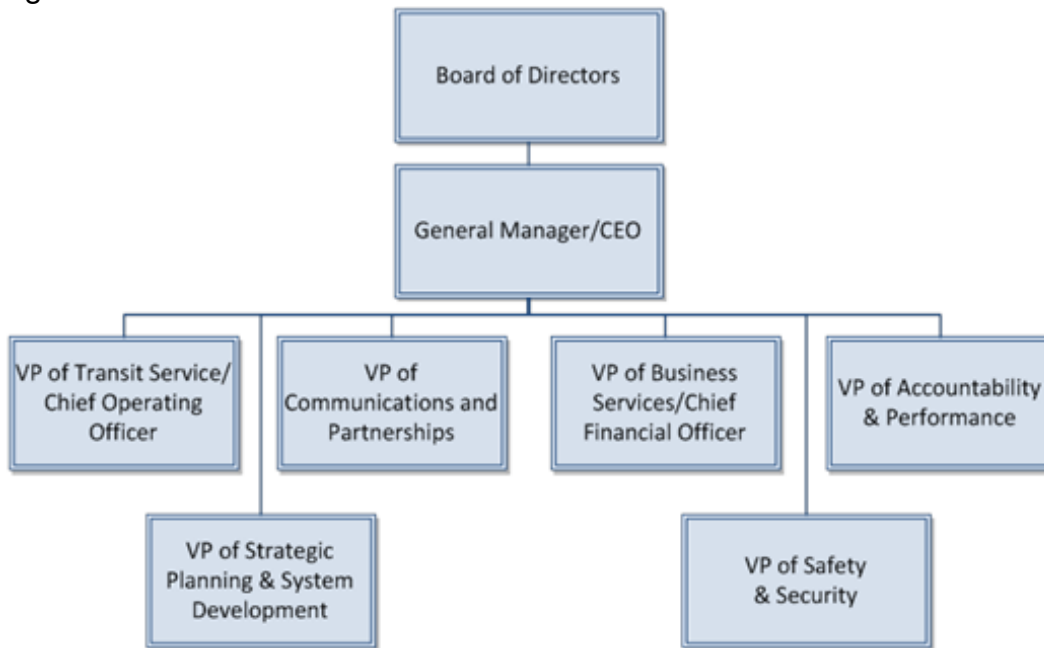 Board of Directors
General Manager/CEO
VP of Transit Service/
Chief Operating
Officer
VP of
Communications and
Partnerships
VP of Business
Services/Chief
Financial Officer
VP of Accountability
& Performance
VP of Strategic
Planning & System
Development
VP of Safety
& Security